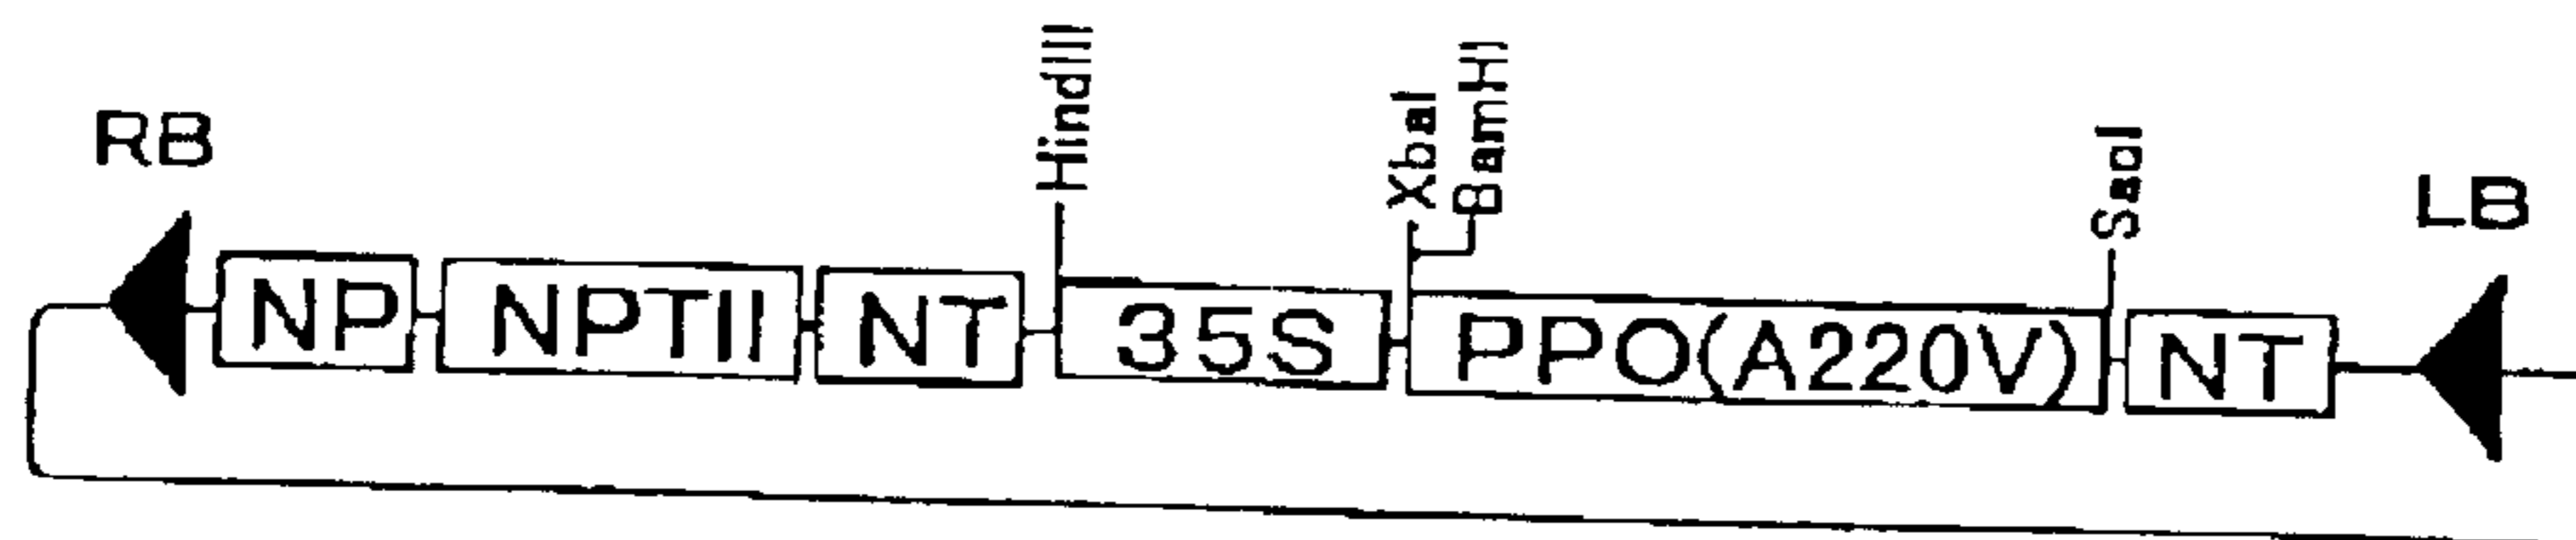 RB
HindIII
XbaI
BamHI
SacI
LB
NP
NPTII
NT
35S
PPO(A220V)
NT